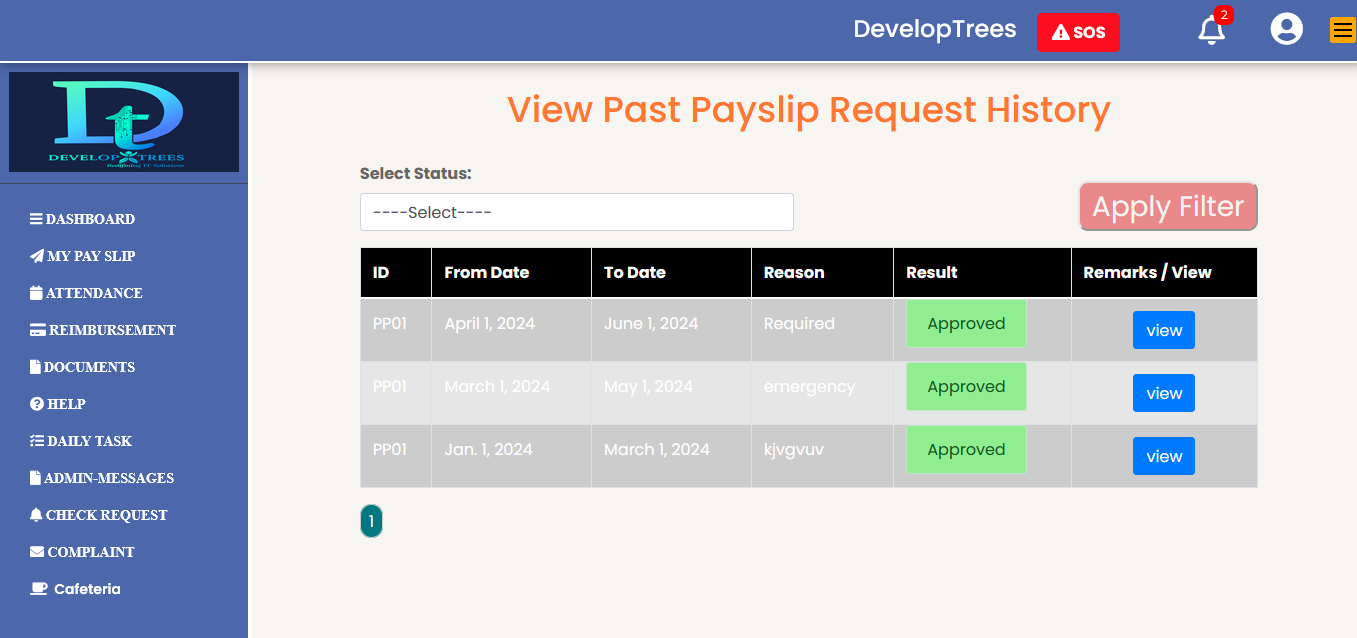 DevelopTrees
SOS
2
Dt
DEVELOP TREES
Redefining IT Solutions
DASHBOARD
MY PAY SLIP
ATTENDANCE
REIMBURSEMENT
DOCUMENTS
HELP
DAILY TASK
ADMIN-MESSAGES
CHECK REQUEST
COMPLAINT
Cafeteria
View Past Payslip Request History
Select Status:
----Select----
Apply Filter
ID From Date To Date Reason Result Remarks / View
PP01 April 1, 2024 June 1, 2024 Required Approved view
PP01 March 1, 2024 May 1, 2024 emergency Approved view
PP01 Jan. 1, 2024 March 1, 2024 kjvgvuv Approved view
1